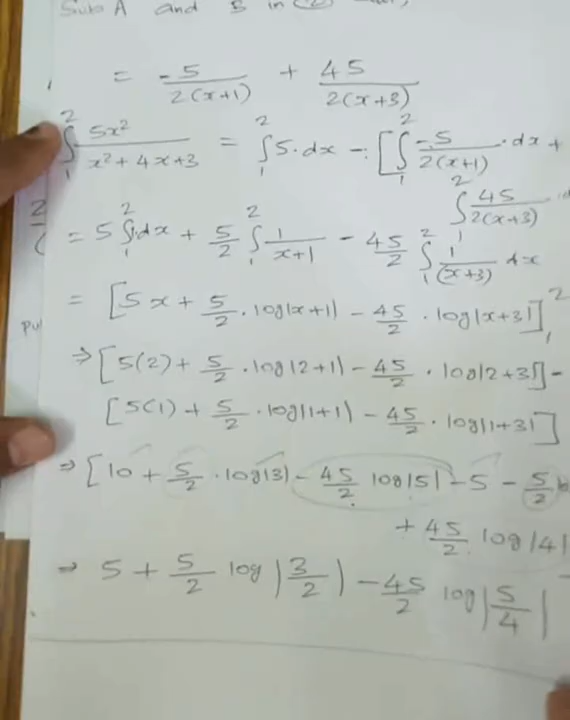 Sub A and B in
= -5/2(x+1) + 45/2(x+3)
∫₁² 5x²/x²+4x+3 = ∫₁² 5·dx - [∫₁² -5/2(x+1) ·dx +
∫₁² 45/2(x+3)
= 5∫₁² dx + 5/2 ∫₁² 1/x+1 - 45/2 ∫₁² 1/(x+3) dx
= [5x + 5/2 · log|x+1| - 45/2 · log|x+3|]₁²
⇒ [5(2) + 5/2 · log|2+1| - 45/2 · log|2+3|] -
[5(1) + 5/2 · log|1+1| - 45/2 · log|1+3|]
⇒ [10 + 5/2 · log|3| - 45/2 log|5| - 5 - 5/2
+ 45/2 log|4|
⇒ 5 + 5/2 log|3/2| - 45/2 log|5/4|